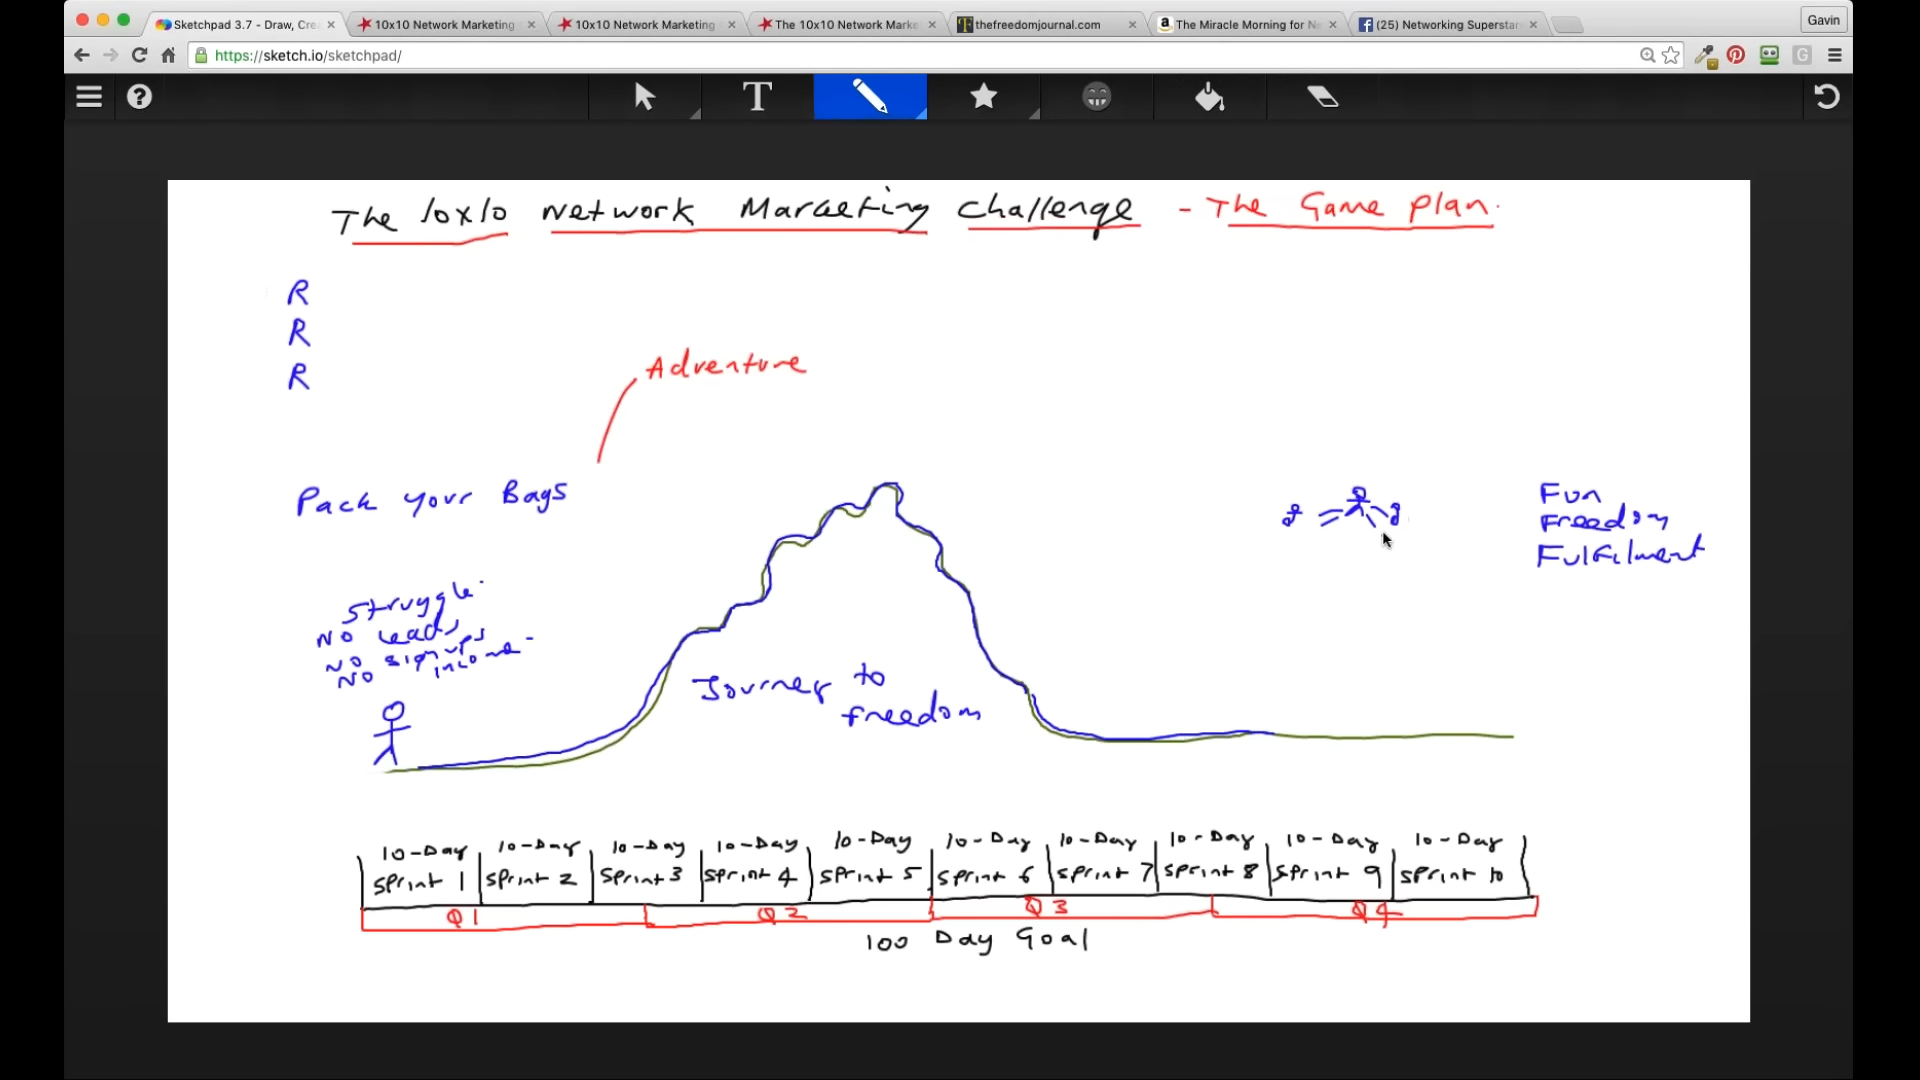 Sketchpad 3.7 - Draw, Cre
10x10 Network Marketing
10x10 Network Marketing
The 10x10 Network Marke
thefreedomjournal.com
The Miracle Morning for Ne
(25) Networking Superstar
Gavin
https://sketch.io/sketchpad/
The 10x10 Network Marketing Challenge - The Game Plan.
R
R
R
Adventure
Pack your Bags
Fun
Freedom
Fulfilment
Struggle
No leads
No sign ups
No income
Journey to
freedom
10-Day 10-Day 10-Day 10-Day 10-Day 10-Day 10-Day 10-Day 10-Day 10-Day
Sprint 1 Sprint 2 Sprint 3 Sprint 4 Sprint 5 Sprint 6 Sprint 7 Sprint 8 Sprint 9 Sprint 10
Q1 Q2 Q3 Q4
100 Day Goal